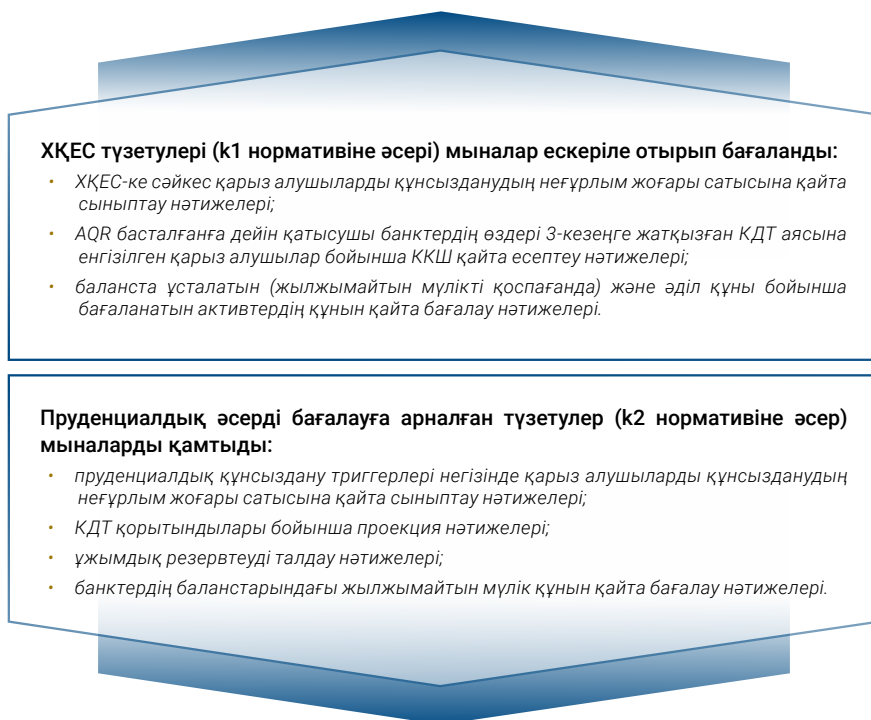 ХҚЕС түзетулері (k1 нормативіне әсері) мыналар ескеріле отырып бағаланды:
• ХҚЕС-ке сәйкес қарыз алушыларды құнсызданудың неғұрлым жоғары сатысына қайта
сыныптау нәтижелері;
• AQR басталғанға дейін қатысушы банктердің өздері 3-кезеңге жатқызған КДТ аясына
енгізілген қарыз алушылар бойынша ККШ қайта есептеу нәтижелері;
• баланста ұсталатын (жылжымайтын мүлікті қоспағанда) және әділ құны бойынша
бағаланатын активтердің құнын қайта бағалау нәтижелері.
Пруденциалдық әсерді бағалауға арналған түзетулер (k2 нормативіне әсер)
мыналарды қамтыды:
• пруденциалдық құнсыздану триггерлері негізінде қарыз алушыларды құнсызданудың
неғұрлым жоғары сатысына қайта сыныптау нәтижелері;
• КДТ қорытындылары бойынша проекция нәтижелері;
• ұжымдық резервтеуді талдау нәтижелері;
• банктердің баланстарындағы жылжымайтын мүлік құнын қайта бағалау нәтижелері.